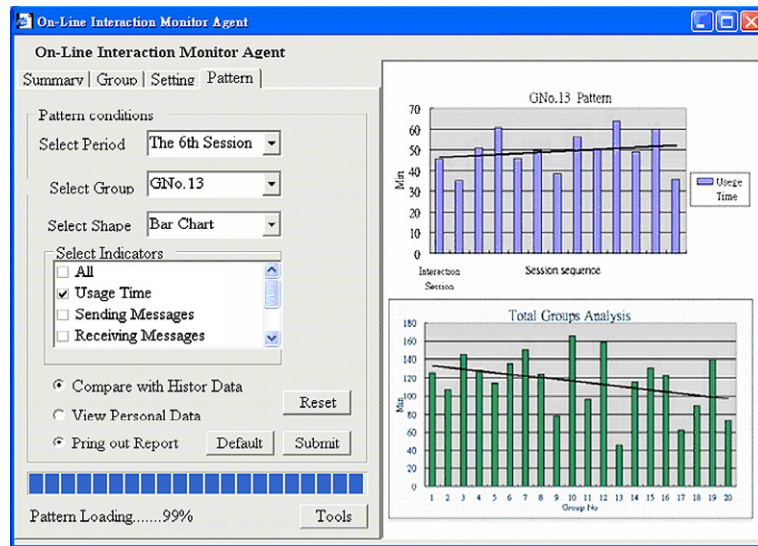 On-Line Interaction Monitor Agent
On-Line Interaction Monitor Agent
Summary Group Setting Pattern
Pattern conditions
Select Period The 6th Session
Select Group GNo.13
Select Shape Bar Chart
Select Indicators
All
Usage Time
Sending Messages
Receiving Messages
Compare with Histor Data
Reset
View Personal Data
Pring out Report Default Submit
Pattern Loading.......99% Tools
GNo.13 Pattern
70
60
50
40
30
20
10
0
Min
Interaction
Session
Session sequence
Usege
Time
Total Groups Analysis
180
160
140
120
100
80
60
40
20
0
Min
1 2 3 4 5 6 7 8 9 10 11 12 13 14 15 16 17 18 19 20
Group No